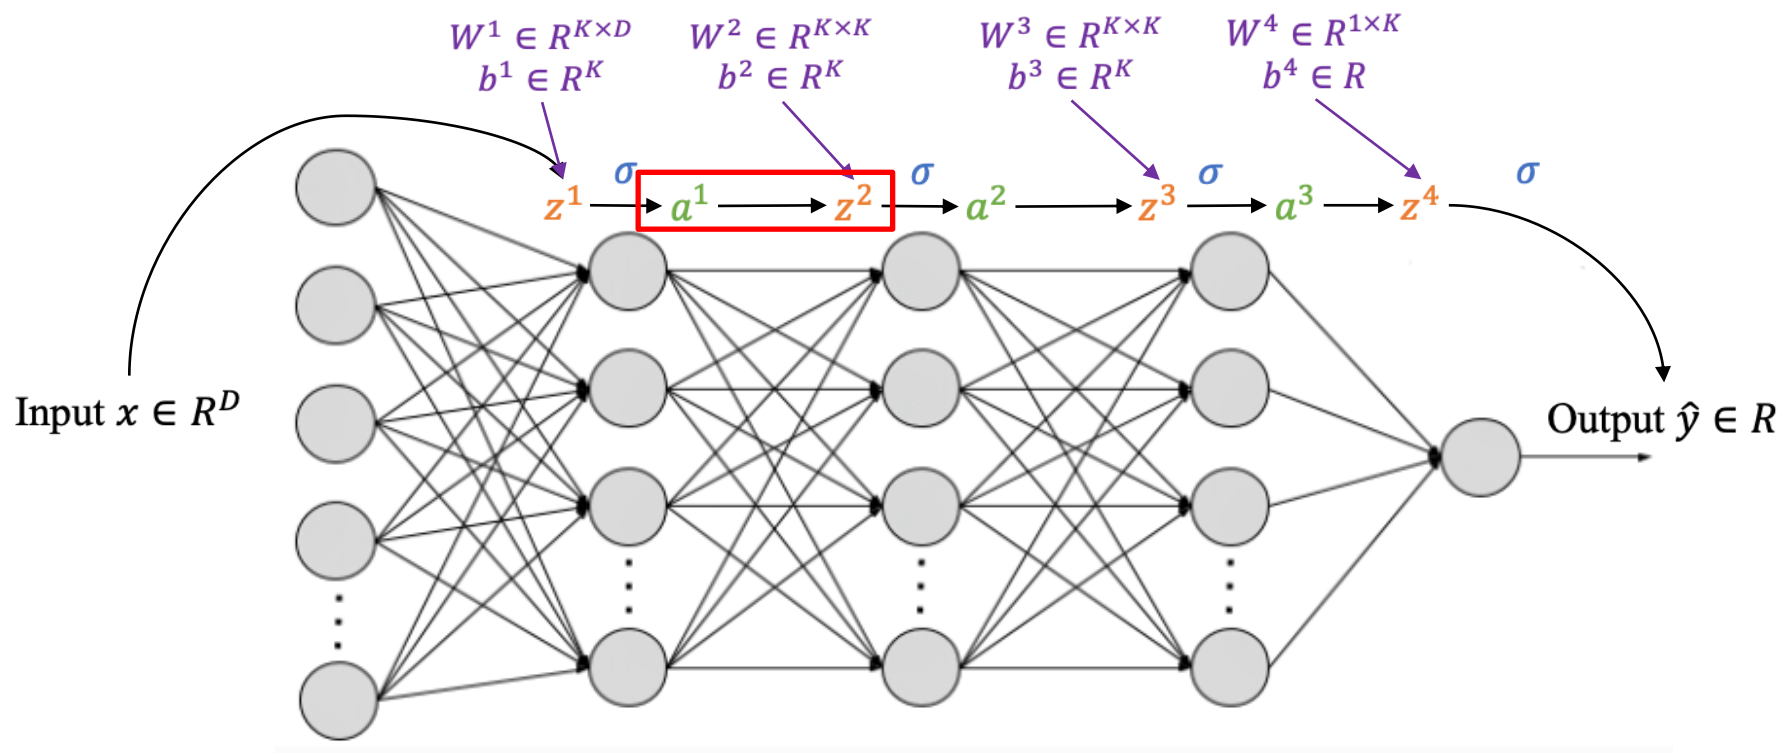 W¹ ∈ R^{K×D} W² ∈ R^{K×K} W³ ∈ R^{K×K} W⁴ ∈ R^{1×K}
b¹ ∈ R^K b² ∈ R^K b³ ∈ R^K b⁴ ∈ R
σ σ σ σ
z¹ a¹ z² a² z³ a³ z⁴
Input x ∈ R^D
Output ŷ ∈ R